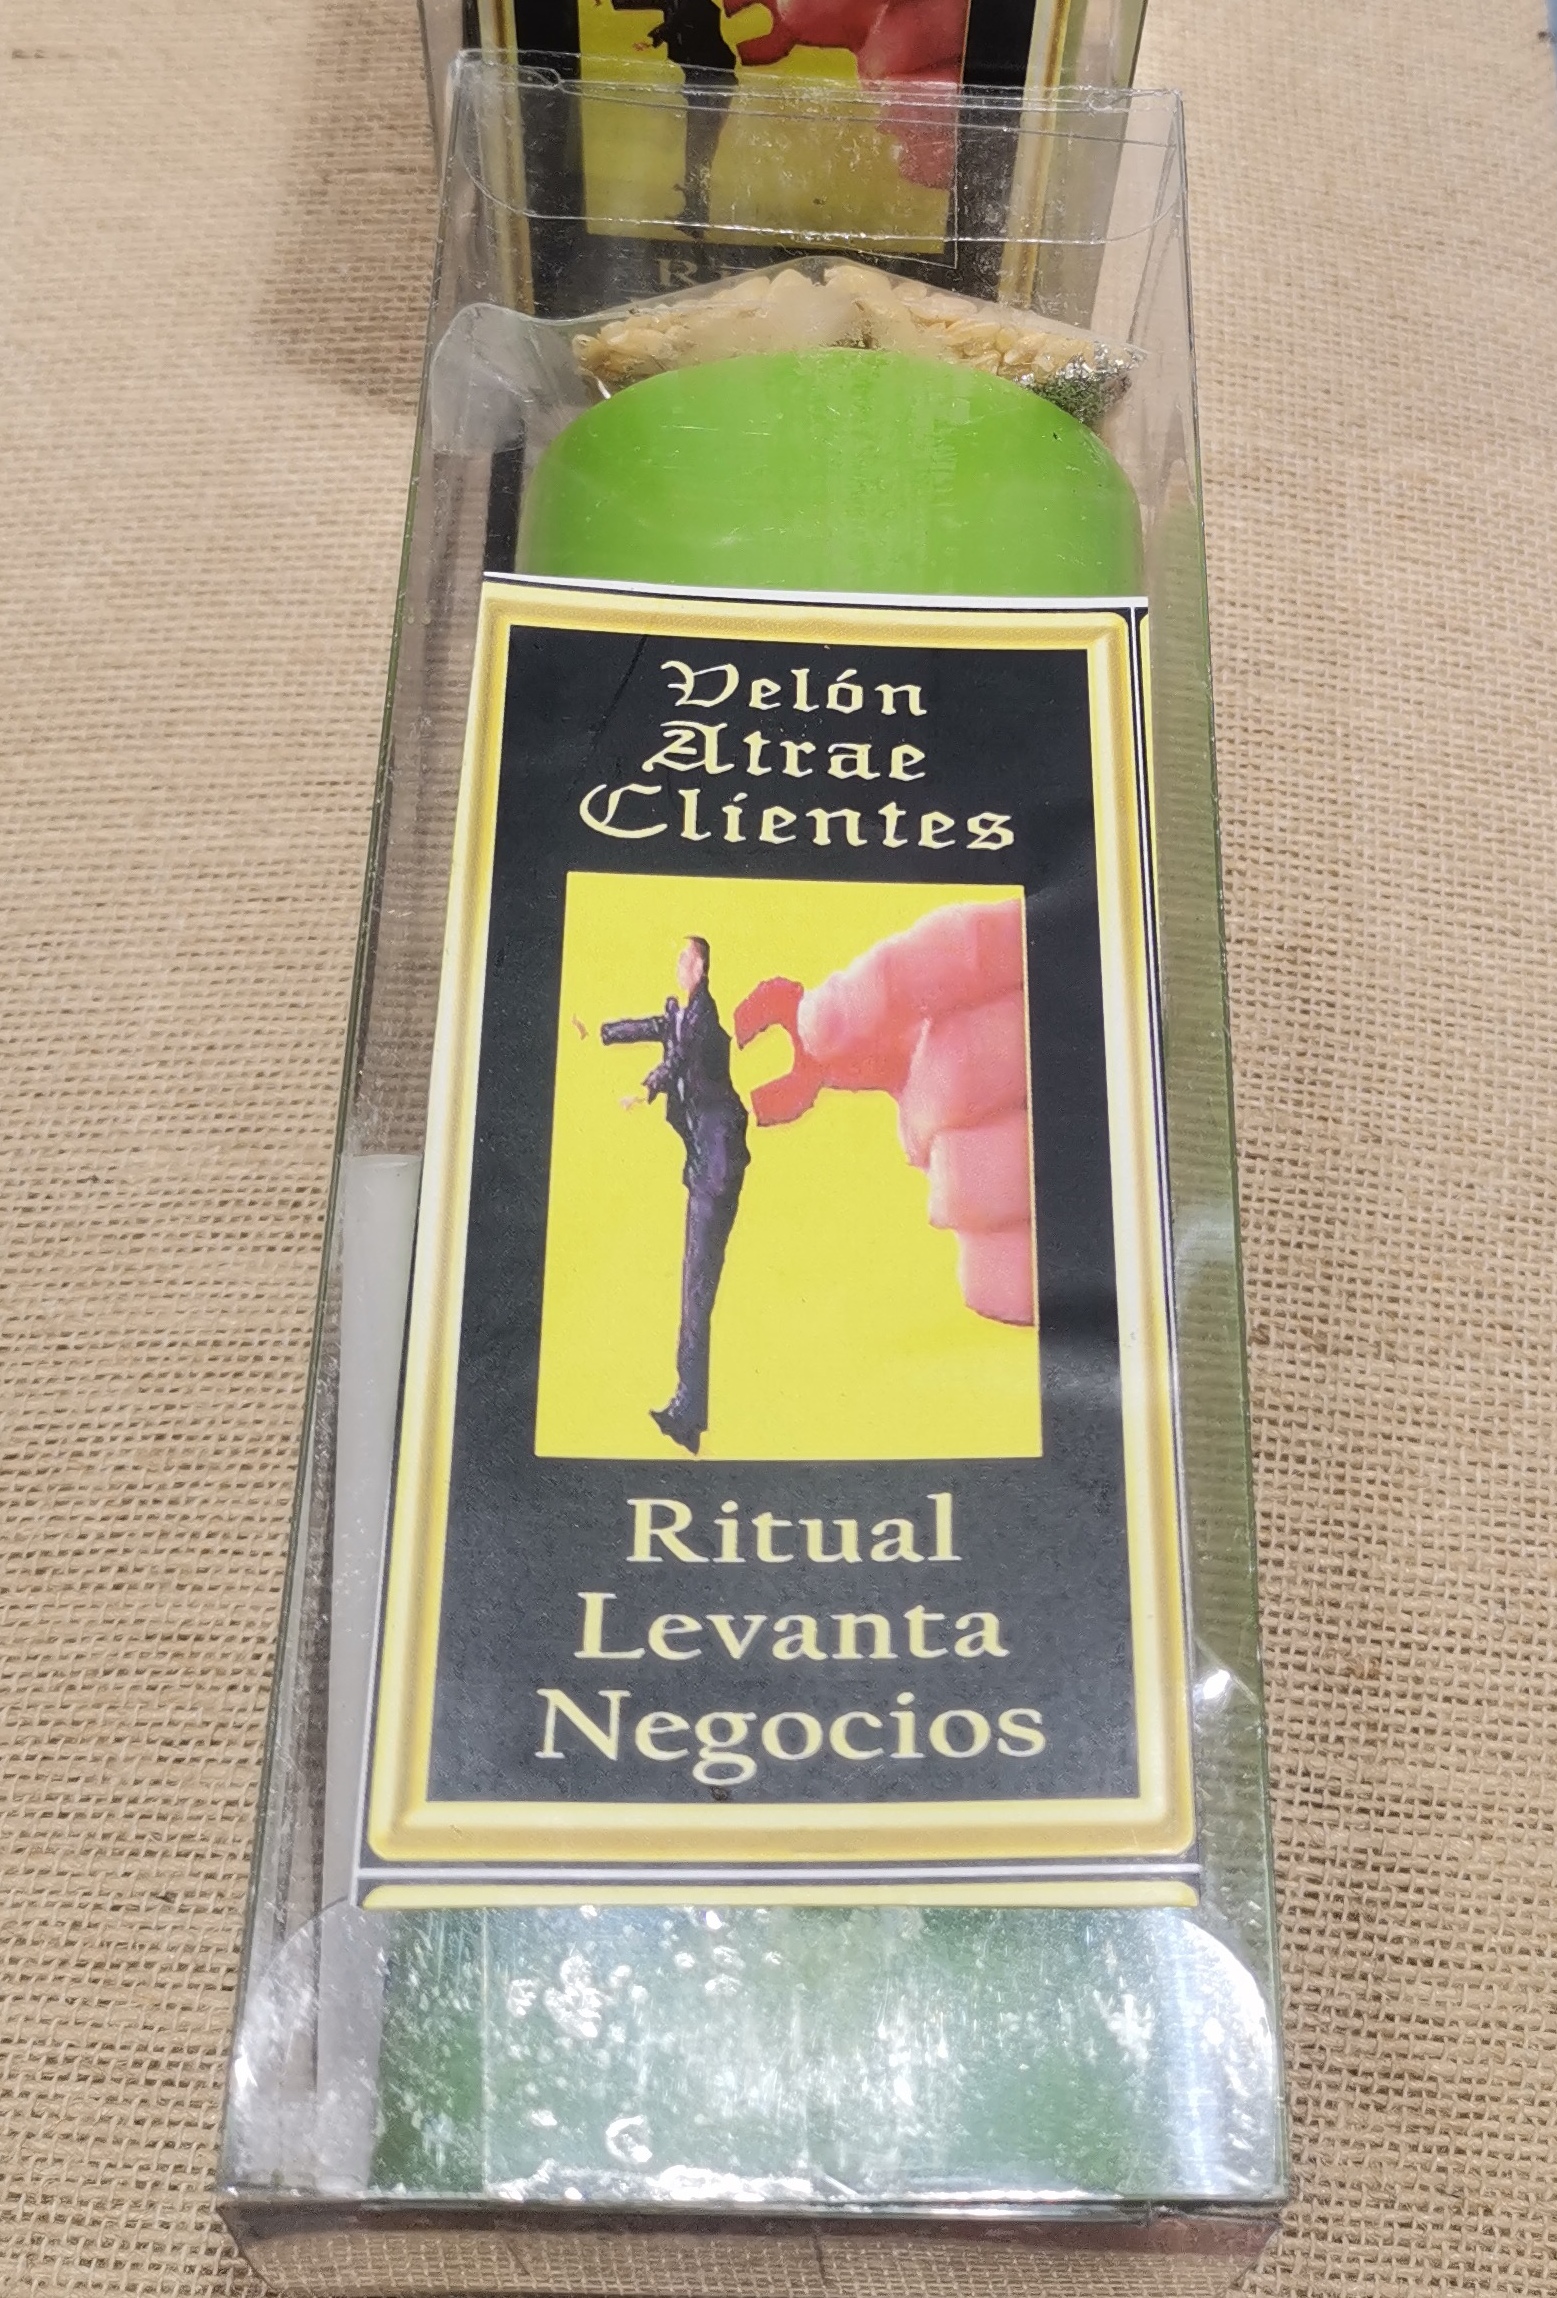 Velón
Atrae
Clientes
Ritual
Levanta
Negocios